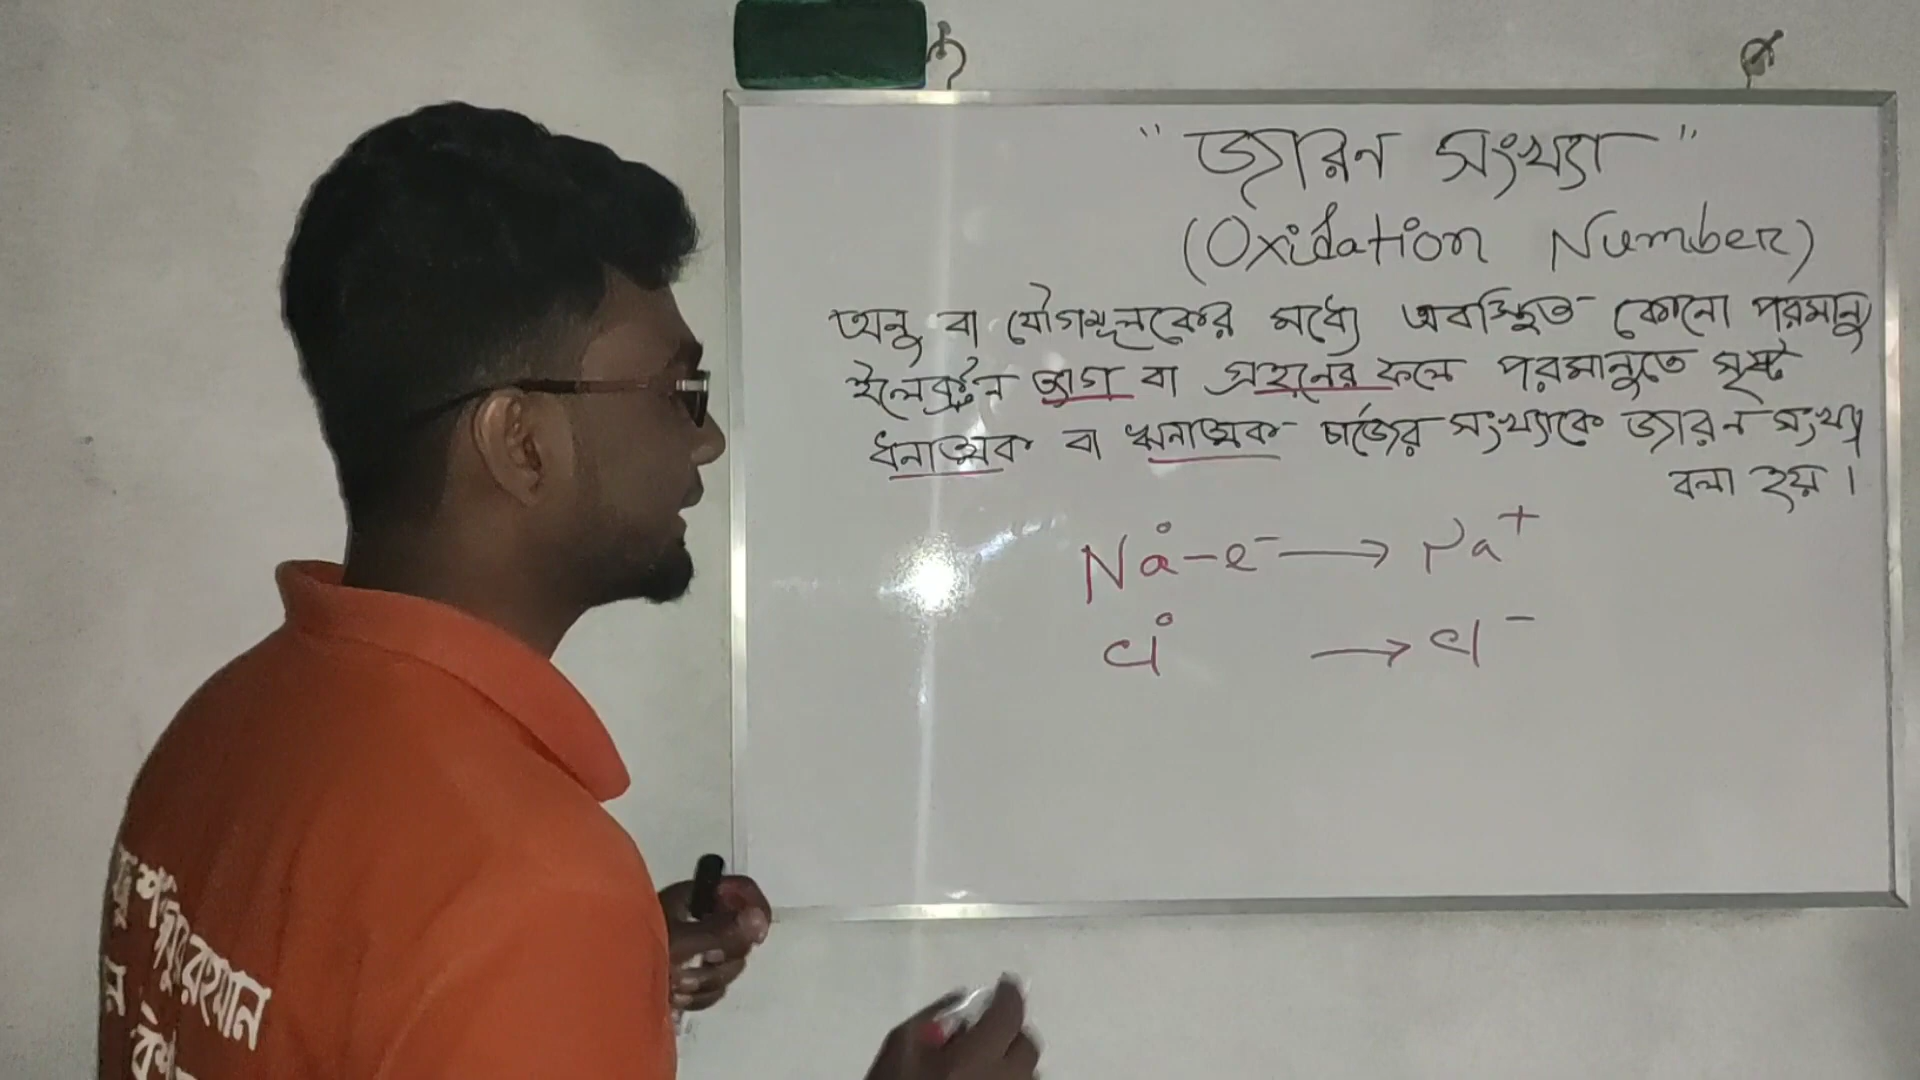 "জারন সংখ্যা"
(Oxidation Number)
অনু বা যৌগমূলকের মধ্যে অবস্থিত কোনো পরমানু
ইলেকট্রন ত্যাগ বা গ্রহনের ফলে পরমানুতে সৃষ্ট
ধনাত্মক বা ঋনাত্মক চার্জের সংখ্যাকে জারন সংখ্যা
বলা হয়।
Na° – e⁻ → Na⁺
Cl° → Cl⁻
রহমান